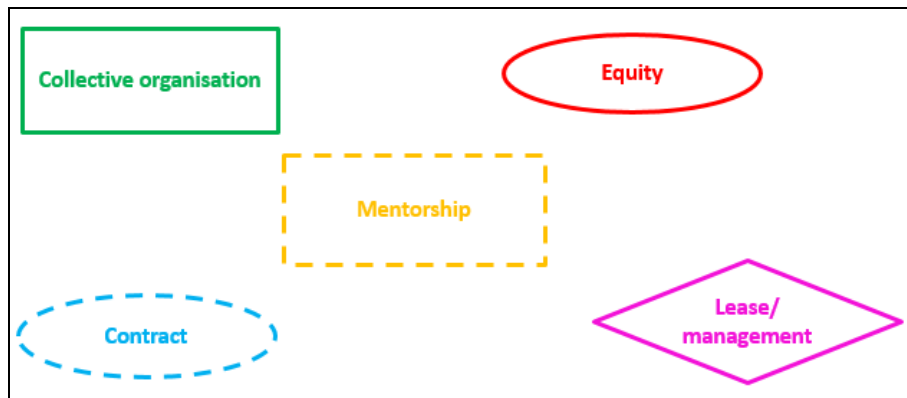 Collective organisation
Equity
Mentorship
Contract
Lease/
management